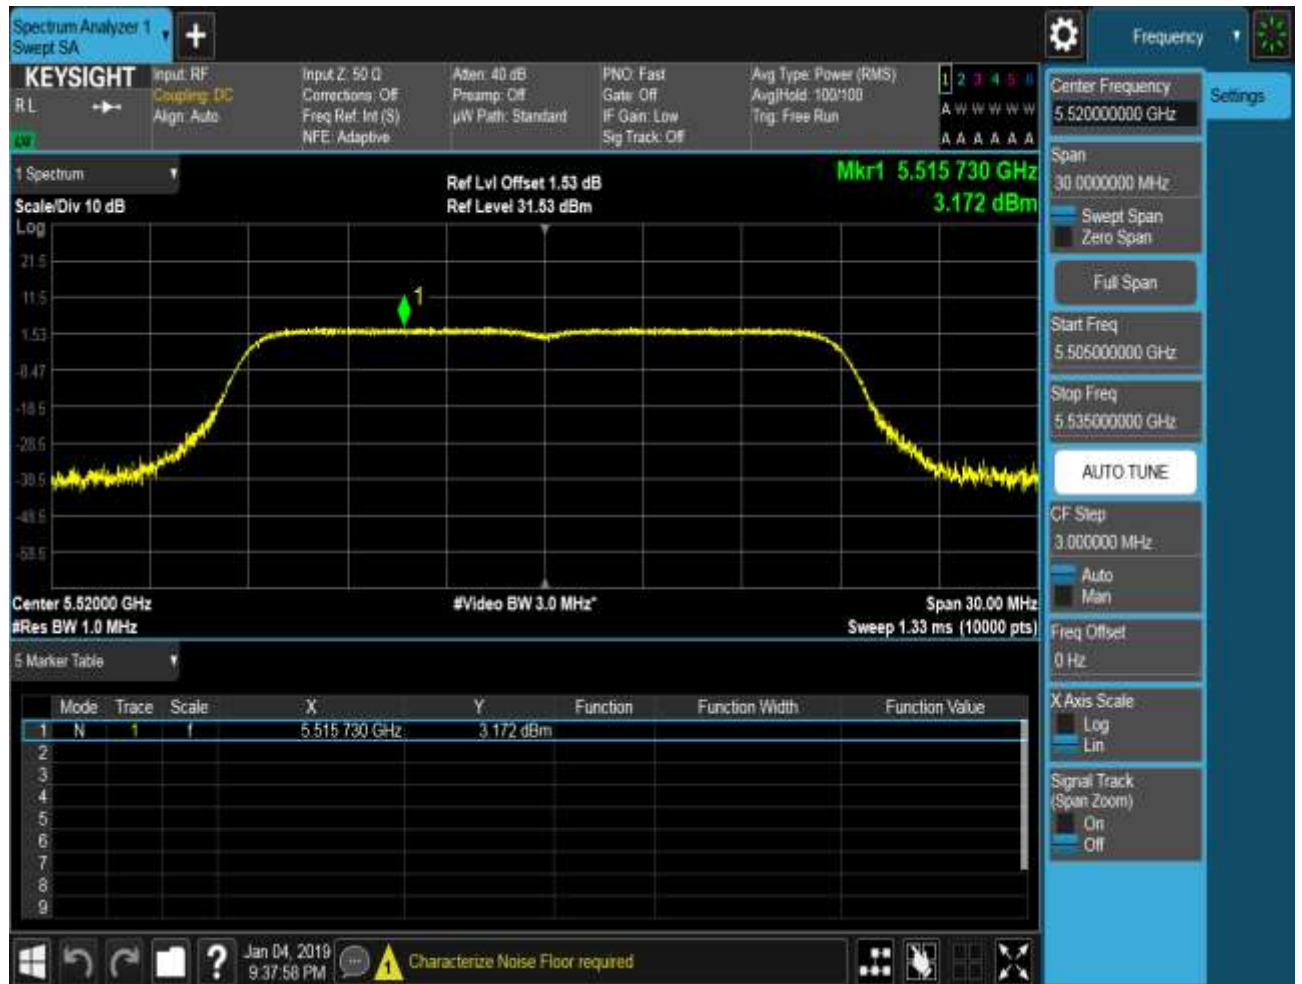 Spectrum Analyzer 1
Swept SA
Frequency
KEYSIGHT
R L
Input: RF
Coupling: DC
Align: Auto
Input Z: 50 Ω
Corrections: Off
Freq Ref: Int (S)
NFE: Adaptive
Atten: 40 dB
Preamp: Off
µW Path: Standard
PNO: Fast
Gate: Off
IF Gain: Low
Sig Track: Off
Avg Type: Power (RMS)
Avg|Hold: 100/100
Trig: Free Run
1 2 3 4 5 6
A W W W W W
A A A A A A
1 Spectrum
Scale/Div 10 dB
Log
Ref Lvl Offset 1.53 dB
Ref Level 31.53 dBm
Mkr1 5.515 730 GHz
3.172 dBm
21.5
11.5
1.53
-8.47
-18.5
-28.5
-38.5
-48.5
-58.5
1
Center 5.52000 GHz
#Res BW 1.0 MHz
#Video BW 3.0 MHz*
Span 30.00 MHz
Sweep 1.33 ms (10000 pts)
5 Marker Table
Mode Trace Scale X Y Function Function Width Function Value
1 N 1 f 5.515 730 GHz 3.172 dBm
2
3
4
5
6
7
8
9
Jan 04, 2019
9:37:58 PM
Characterize Noise Floor required
Center Frequency
5.520000000 GHz
Settings
Span
30.0000000 MHz
Swept Span
Zero Span
Full Span
Start Freq
5.505000000 GHz
Stop Freq
5.535000000 GHz
AUTO TUNE
CF Step
3.000000 MHz
Auto
Man
Freq Offset
0 Hz
X Axis Scale
Log
Lin
Signal Track
(Span Zoom)
On
Off